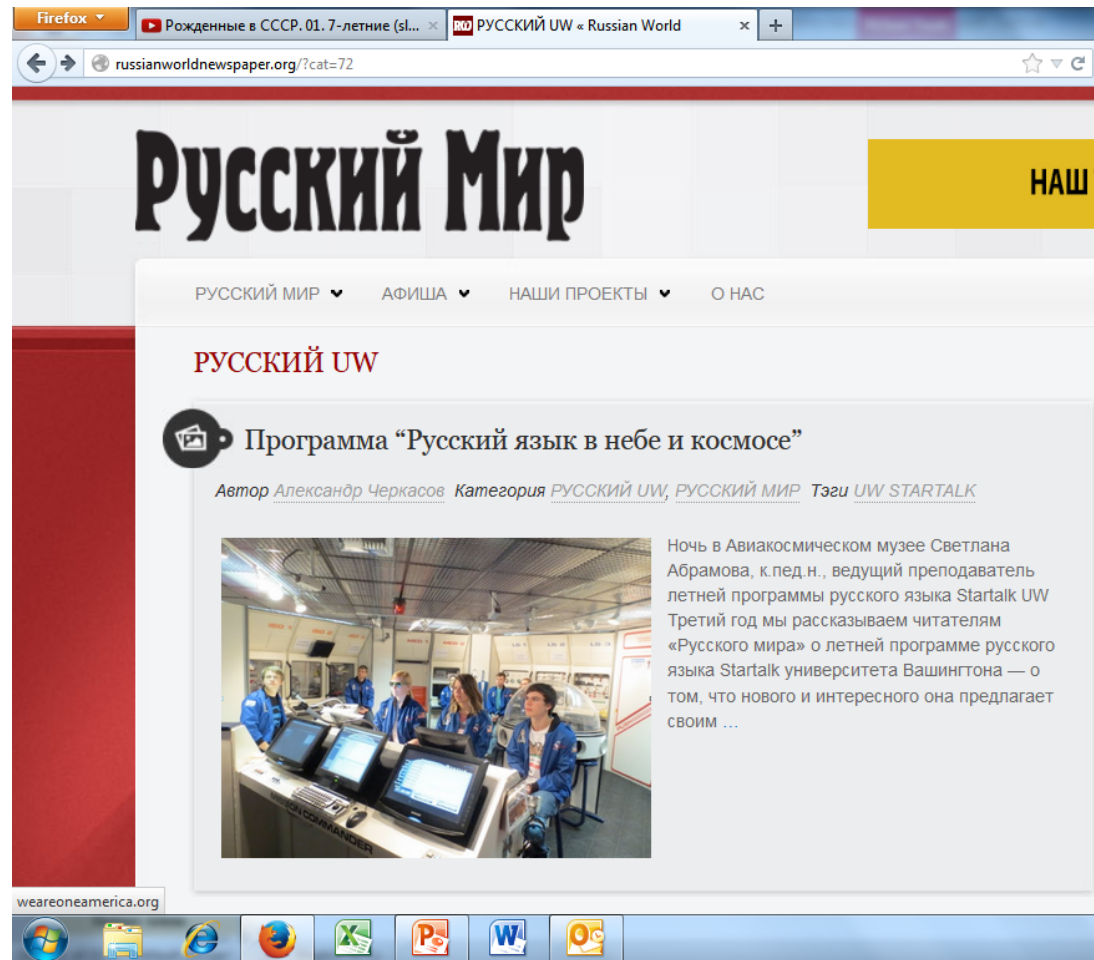 Firefox
Рожденные в СССР. 01. 7-летние (sl...
РУССКИЙ UW « Russian World
russianworldnewspaper.org/?cat=72
Русский Мир
НАШ
РУССКИЙ МИР
АФИША
НАШИ ПРОЕКТЫ
О НАС
РУССКИЙ UW
Программа “Русский язык в небе и космосе”
Автор Александр Черкасов Категория РУССКИЙ UW, РУССКИЙ МИР Тэги UW STARTALK
Ночь в Авиакосмическом музее Светлана
Абрамова, к.пед.н., ведущий преподаватель
летней программы русского языка Startalk UW
Третий год мы рассказываем читателям
«Русского мира» о летней программе русского
языка Startalk университета Вашингтона — о
том, что нового и интересного она предлагает
своим ...
MISSION COMMANDER
weareoneamerica.org